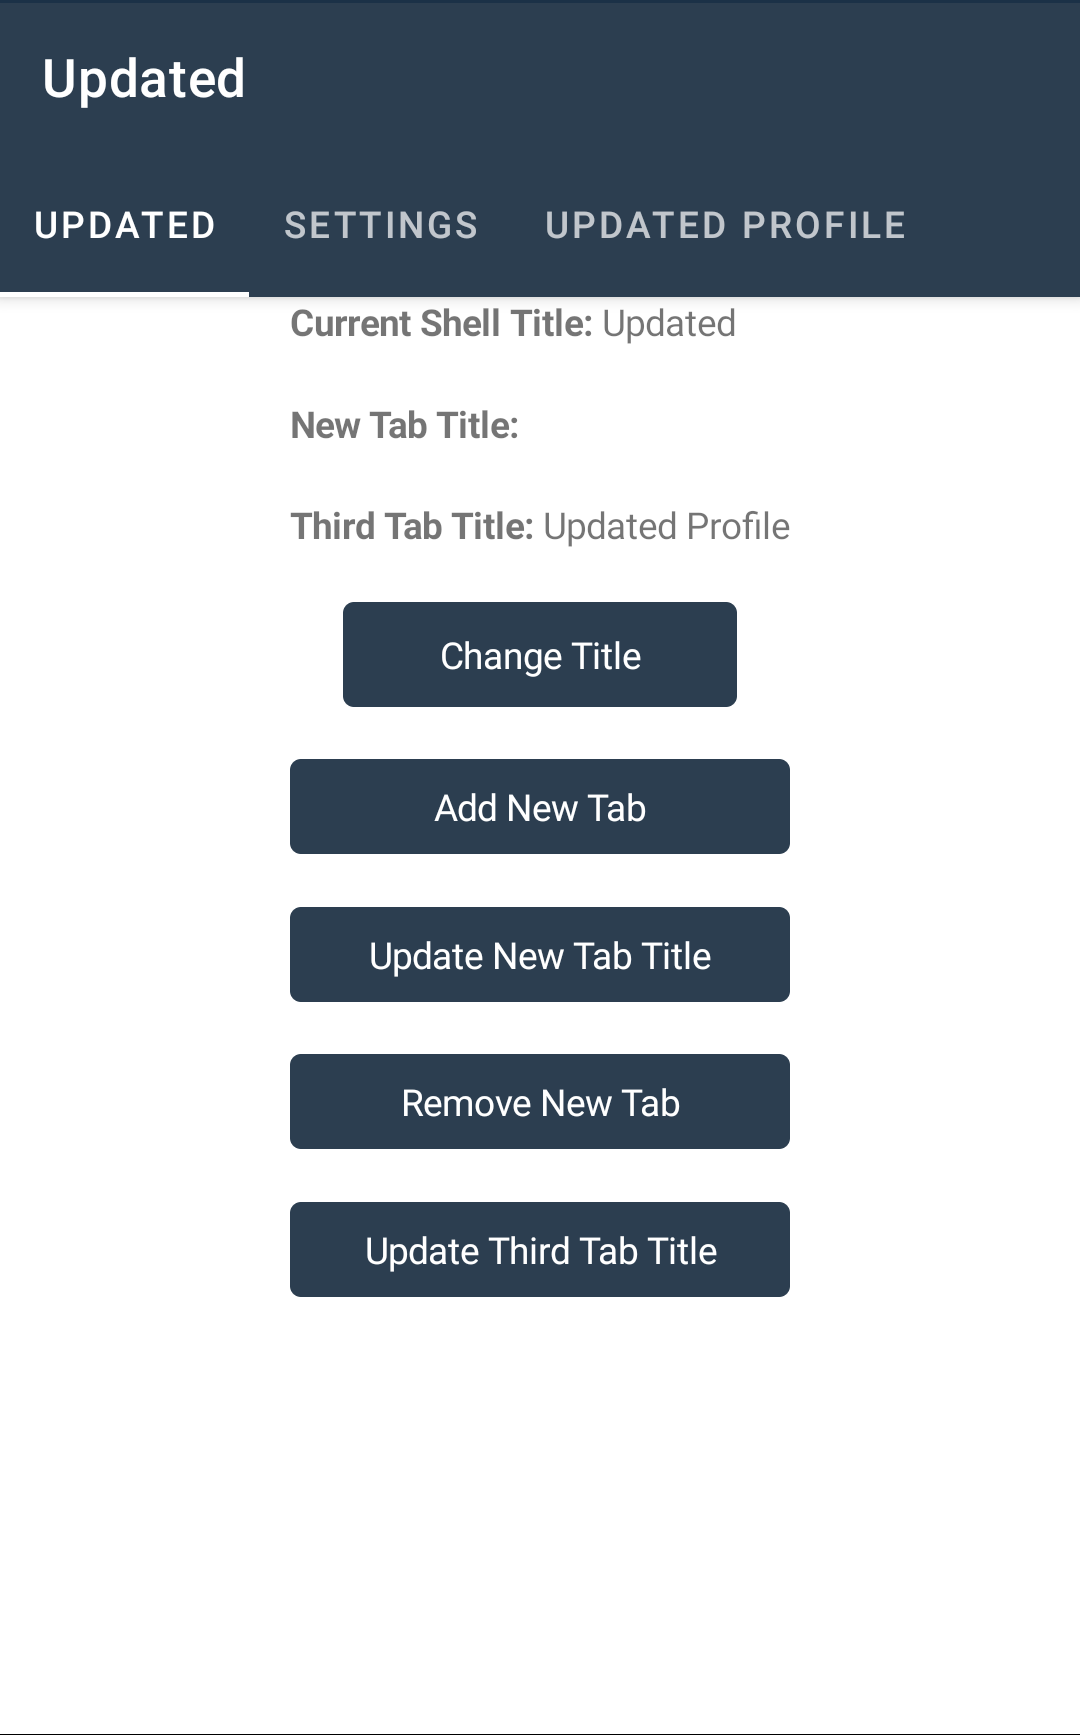 Updated
UPDATED SETTINGS UPDATED PROFILE
Current Shell Title: Updated
New Tab Title:
Third Tab Title: Updated Profile
Change Title
Add New Tab
Update New Tab Title
Remove New Tab
Update Third Tab Title